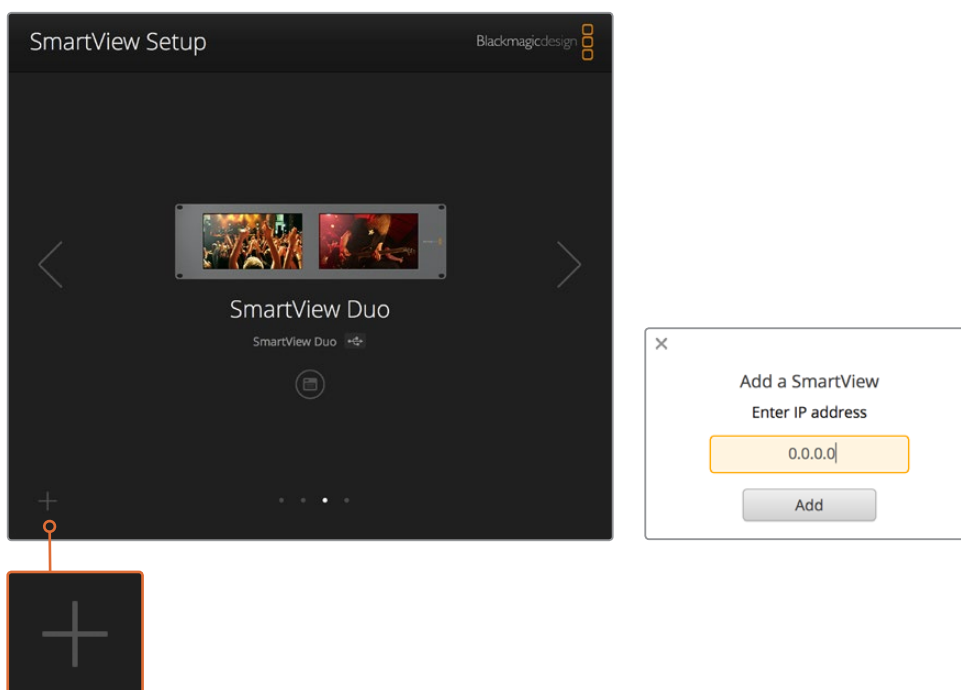 SmartView Setup
Blackmagicdesign
SmartView Duo
SmartView Duo
Add a SmartView
Enter IP address
0.0.0.0
Add